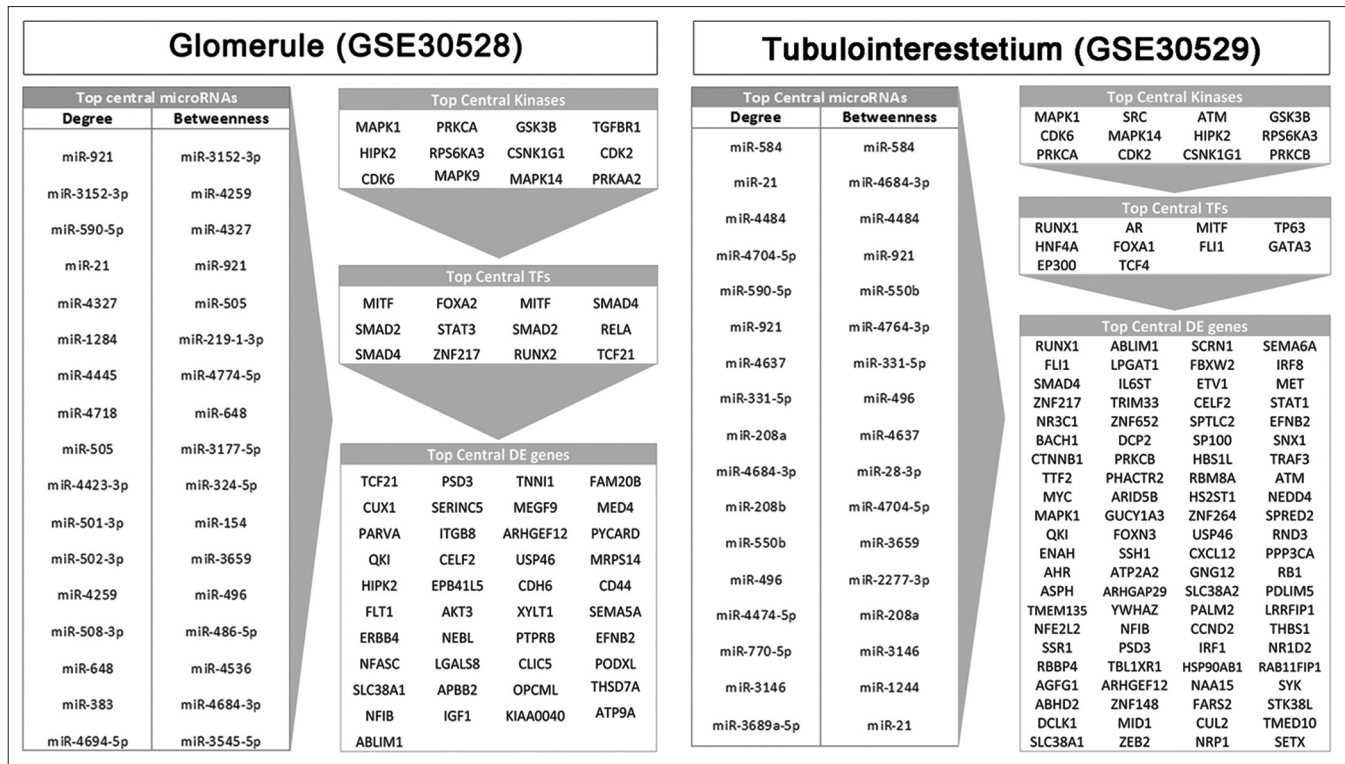 Glomerule (GSE30528)
Top central microRNAs
Degree Betweenness
miR-921 miR-3152-3p
miR-3152-3p miR-4259
miR-590-5p miR-4327
miR-21 miR-921
miR-4327 miR-505
miR-1284 miR-219-1-3p
miR-4445 miR-4774-5p
miR-4718 miR-648
miR-505 miR-3177-5p
miR-4423-3p miR-324-5p
miR-501-3p miR-154
miR-502-3p miR-3659
miR-4259 miR-496
miR-508-3p miR-486-5p
miR-648 miR-4536
miR-383 miR-4684-3p
miR-4694-5p miR-3545-5p
Top Central Kinases
MAPK1 PRKCA GSK3B TGFBR1
HIPK2 RPS6KA3 CSNK1G1 CDK2
CDK6 MAPK9 MAPK14 PRKAA2
Top Central TFs
MITF FOXA2 MITF SMAD4
SMAD2 STAT3 SMAD2 RELA
SMAD4 ZNF217 RUNX2 TCF21
Top Central DE genes
TCF21 PSD3 TNNI1 FAM20B
CUX1 SERINC5 MEGF9 MED4
PARVA ITGB8 ARHGEF12 PYCARD
QKI CELF2 USP46 MRPS14
HIPK2 EPB41L5 CDH6 CD44
FLT1 AKT3 XYLT1 SEMA5A
ERBB4 NEBL PTPRB EFNB2
NFASC LGALS8 CLIC5 PODXL
SLC38A1 APBB2 OPCML THSD7A
NFIB IGF1 KIAA0040 ATP9A
ABLIM1
Tubulointerestetium (GSE30529)
Top Central microRNAs
Degree Betweenness
miR-584 miR-584
miR-21 miR-4684-3p
miR-4484 miR-4484
miR-4704-5p miR-921
miR-590-5p miR-550b
miR-921 miR-4764-3p
miR-4637 miR-331-5p
miR-331-5p miR-496
miR-208a miR-4637
miR-4684-3p miR-28-3p
miR-208b miR-4704-5p
miR-550b miR-3659
miR-496 miR-2277-3p
miR-4474-5p miR-208a
miR-770-5p miR-3146
miR-3146 miR-1244
miR-3689a-5p miR-21
Top Central Kinases
MAPK1 SRC ATM GSK3B
CDK6 MAPK14 HIPK2 RPS6KA3
PRKCA CDK2 CSNK1G1 PRKCB
Top Central TFs
RUNX1 AR MITF TP63
HNF4A FOXA1 FLI1 GATA3
EP300 TCF4
Top Central DE genes
RUNX1 ABLIM1 SCRN1 SEMA6A
FLI1 LPGAT1 FBXW2 IRF8
SMAD4 IL6ST ETV1 MET
ZNF217 TRIM33 CELF2 STAT1
NR3C1 ZNF652 SPTLC2 EFNB2
BACH1 DCP2 SP100 SNX1
CTNNB1 PRKCB HBS1L TRAF3
TTF2 PHACTR2 RBM8A ATM
MYC ARID5B HS2ST1 NEDD4
MAPK1 GUCY1A3 ZNF264 SPRED2
QKI FOXN3 USP46 RND3
ENAH SSH1 CXCL12 PPP3CA
AHR ATP2A2 GNG12 RB1
ASPH ARHGAP29 SLC38A2 PDLIM5
TMEM135 YWHAZ PALM2 LRRFIP1
NFE2L2 NFIB CCND2 THBS1
SSR1 PSD3 IRF1 NR1D2
RBBP4 TBL1XR1 HSP90AB1 RAB11FIP1
AGFG1 ARHGEF12 NAA15 SYK
ABHD2 ZNF148 FARS2 STK38L
DCLK1 MID1 CUL2 TMED10
SLC38A1 ZEB2 NRP1 SETX